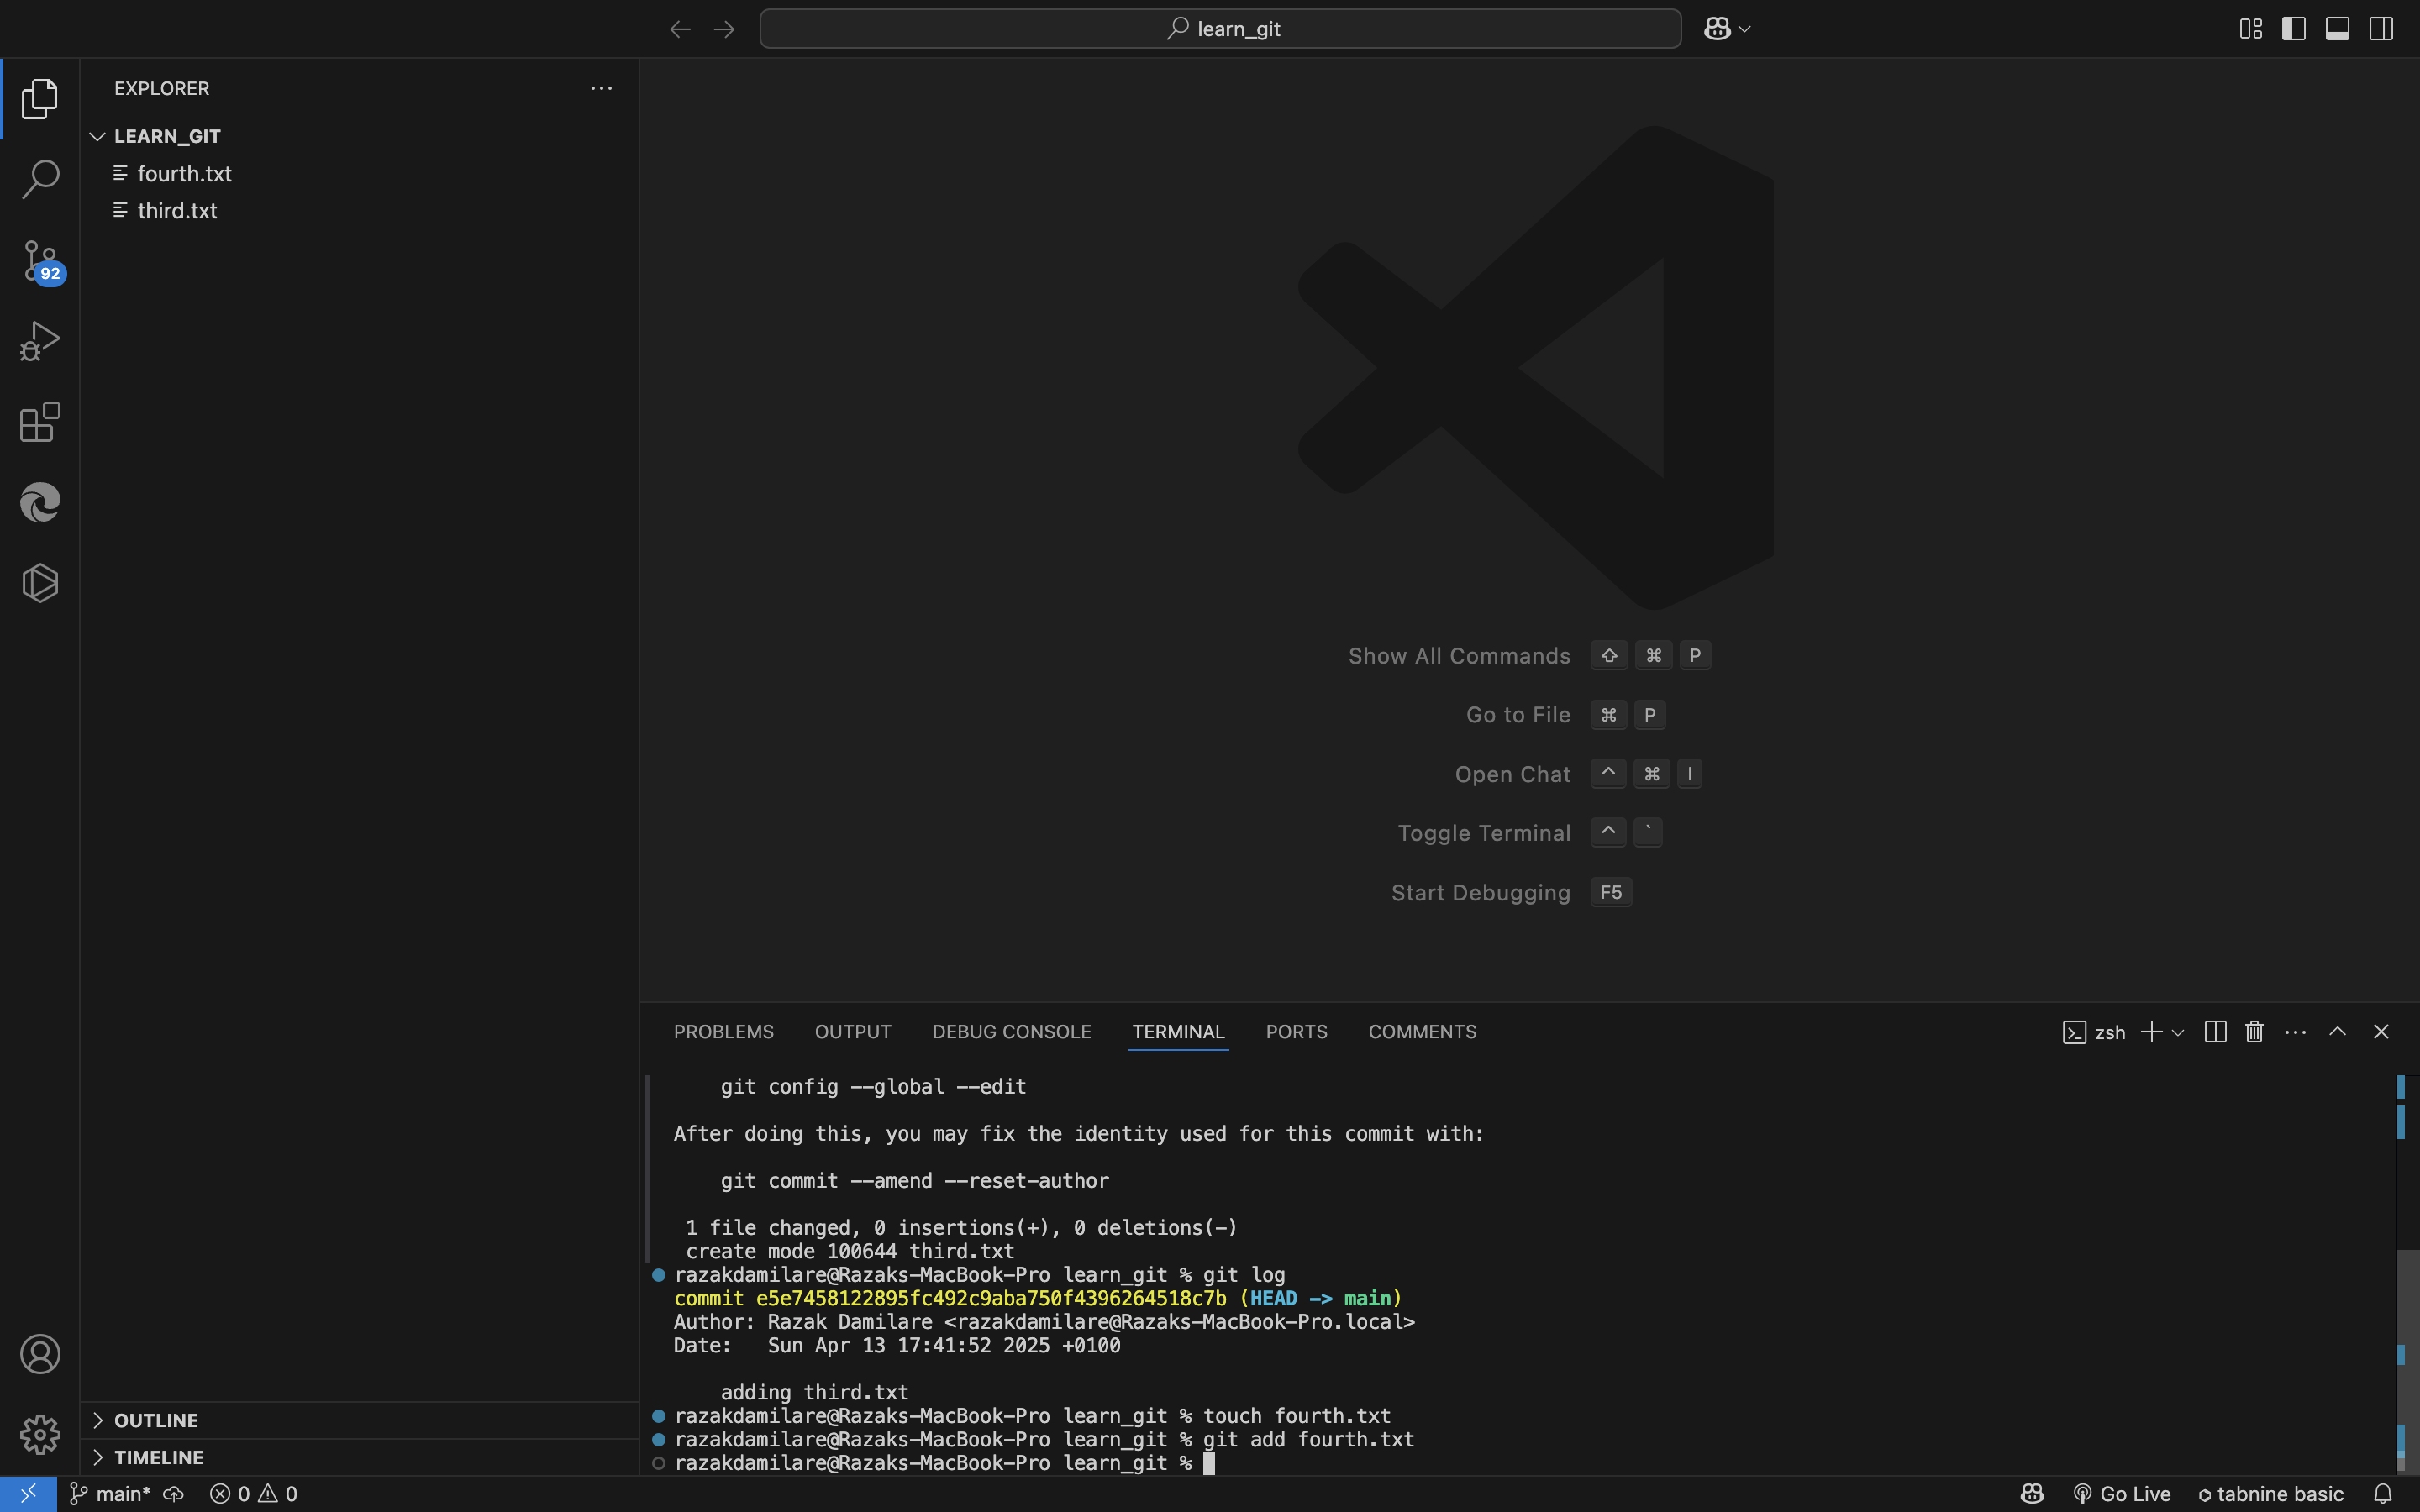 learn_git
EXPLORER
LEARN_GIT
fourth.txt
third.txt
92
Show All Commands ⇧ ⌘ P
Go to File ⌘ P
Open Chat ^ ⌘ I
Toggle Terminal ^ `
Start Debugging F5
PROBLEMS OUTPUT DEBUG CONSOLE TERMINAL PORTS COMMENTS
zsh
git config --global --edit
After doing this, you may fix the identity used for this commit with:
git commit --amend --reset-author
1 file changed, 0 insertions(+), 0 deletions(-)
create mode 100644 third.txt
razakdamilare@Razaks-MacBook-Pro learn_git % git log
commit e5e7458122895fc492c9aba750f4396264518c7b (HEAD -> main)
Author: Razak Damilare <razakdamilare@Razaks-MacBook-Pro.local>
Date:   Sun Apr 13 17:41:52 2025 +0100
adding third.txt
razakdamilare@Razaks-MacBook-Pro learn_git % touch fourth.txt
razakdamilare@Razaks-MacBook-Pro learn_git % git add fourth.txt
razakdamilare@Razaks-MacBook-Pro learn_git %
OUTLINE
TIMELINE
main* 0 0
Go Live tabnine basic